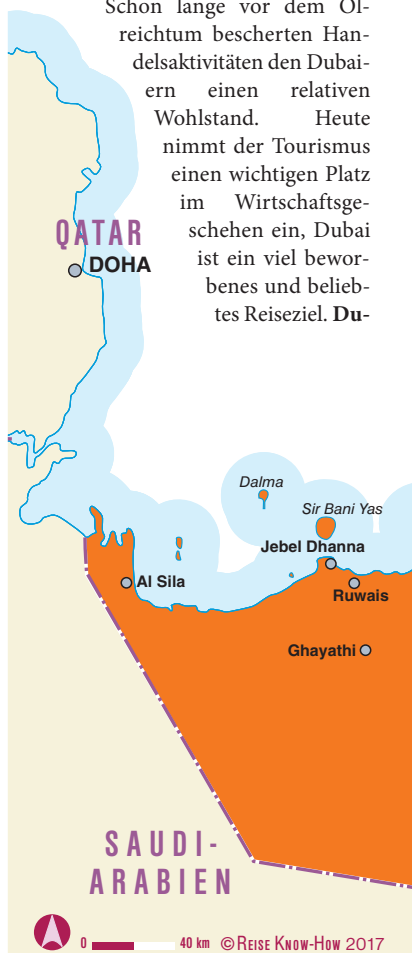 Schon lange vor dem Öl-
reichtum bescherten Han-
delsaktivitäten den Dubai-
ern einen relativen
Wohlstand. Heute
nimmt der Tourismus
einen wichtigen Platz
im Wirtschaftsge-
schehen ein, Dubai
ist ein viel bewor-
benes und belieb-
tes Reiseziel. Du-
QATAR
DOHA
Dalma
Sir Bani Yas
Jebel Dhanna
Al Sila
Ruwais
Ghayathi
SAUDI-
ARABIEN
0 40 km © REISE KNOW-HOW 2017